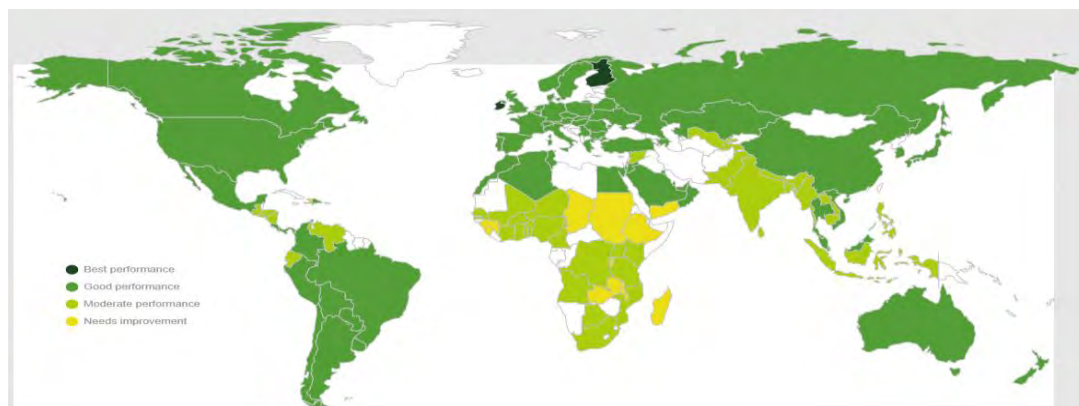 Best performance
Good performance
Moderate performance
Needs improvement